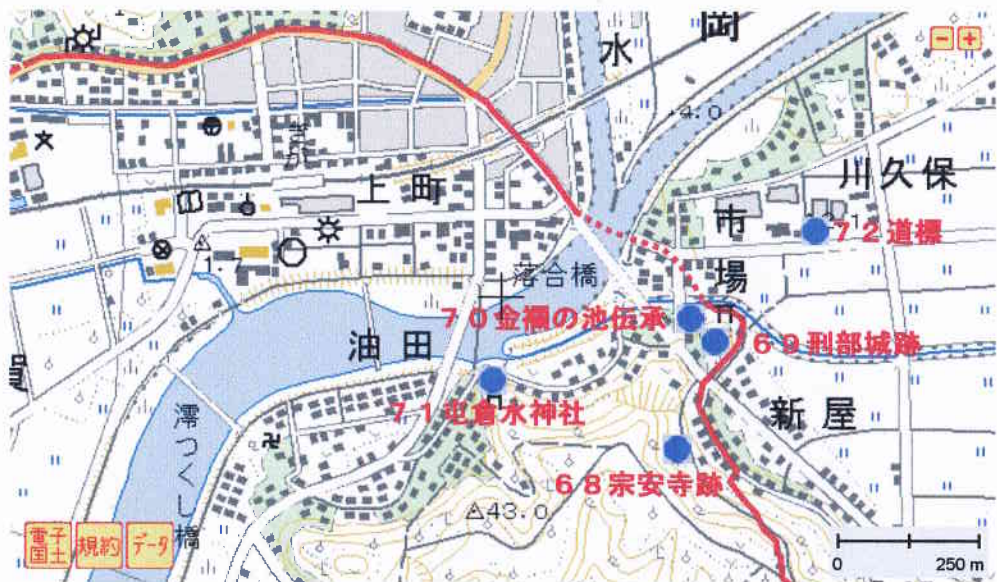 岡
水
− +
4.0
川久保
きが
上町
市場
72道標
1.7
落合橋
70金襴の池伝承
69刑部城跡
油田
71屯倉水神社
新屋
澪つくし橋
68宗安寺跡
43.0
電子国土
規約
データ
0 250 m